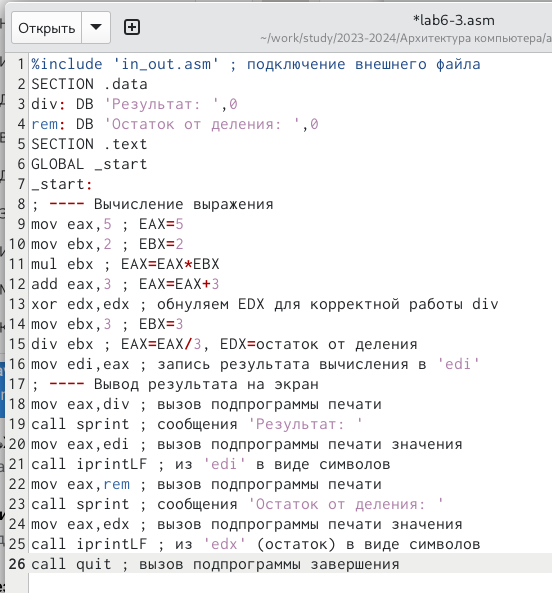 Открыть
*lab6-3.asm
~/work/study/2023-2024/Архитектура компьютера/a
1 %include 'in_out.asm' ; подключение внешнего файла
2 SECTION .data
3 div: DB 'Результат: ',0
4 rem: DB 'Остаток от деления: ',0
5 SECTION .text
6 GLOBAL _start
7 _start:
8 ; ---- Вычисление выражения
9 mov eax,5 ; EAX=5
10 mov ebx,2 ; EBX=2
11 mul ebx ; EAX=EAX*EBX
12 add eax,3 ; EAX=EAX+3
13 xor edx,edx ; обнуляем EDX для корректной работы div
14 mov ebx,3 ; EBX=3
15 div ebx ; EAX=EAX/3, EDX=остаток от деления
16 mov edi,eax ; запись результата вычисления в 'edi'
17 ; ---- Вывод результата на экран
18 mov eax,div ; вызов подпрограммы печати
19 call sprint ; сообщения 'Результат: '
20 mov eax,edi ; вызов подпрограммы печати значения
21 call iprintLF ; из 'edi' в виде символов
22 mov eax,rem ; вызов подпрограммы печати
23 call sprint ; сообщения 'Остаток от деления: '
24 mov eax,edx ; вызов подпрограммы печати значения
25 call iprintLF ; из 'edx' (остаток) в виде символов
26 call quit ; вызов подпрограммы завершения